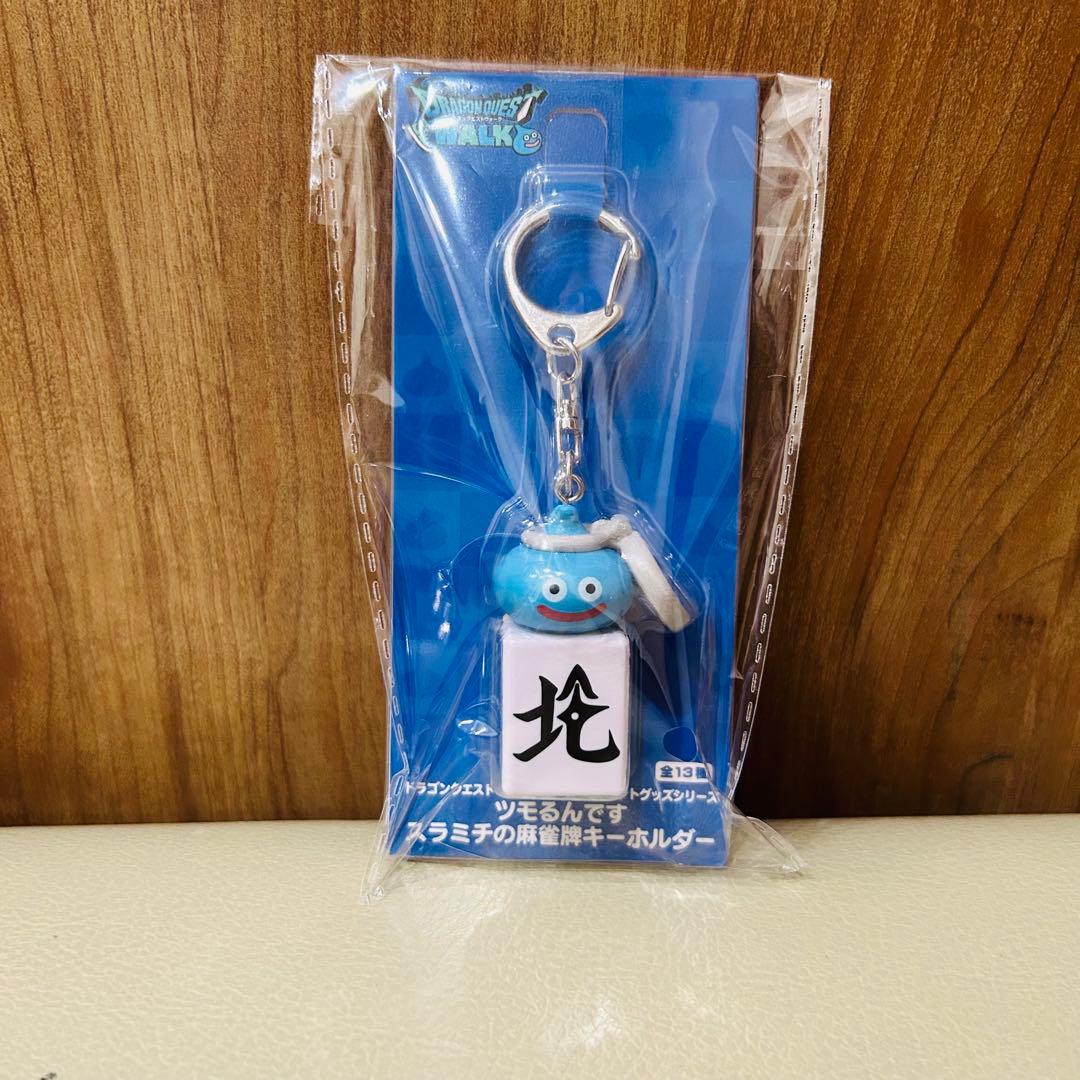 DRAGON QUEST
ドラゴンクエストウォーク
WALK
北
全13種
ドラゴンクエスト
トグッズシリーズ
ツモるんです
スラミチの麻雀牌キーホルダー